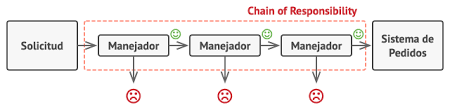 Chain of Responsibility
Solicitud
Manejador
Manejador
Manejador
Sistema de
Pedidos